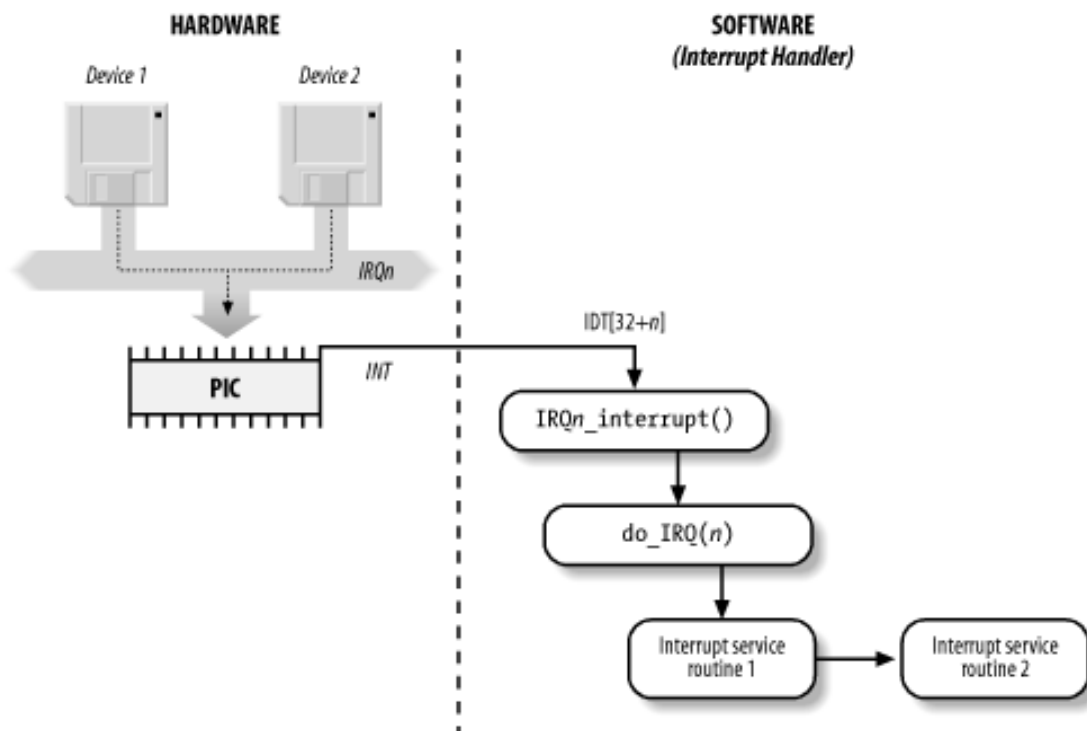 HARDWARE
SOFTWARE
(Interrupt Handler)
Device 1
Device 2
IRQn
IDT[32+n]
INT
PIC
IRQn_interrupt()
do_IRQ(n)
Interrupt service
routine 1
Interrupt service
routine 2